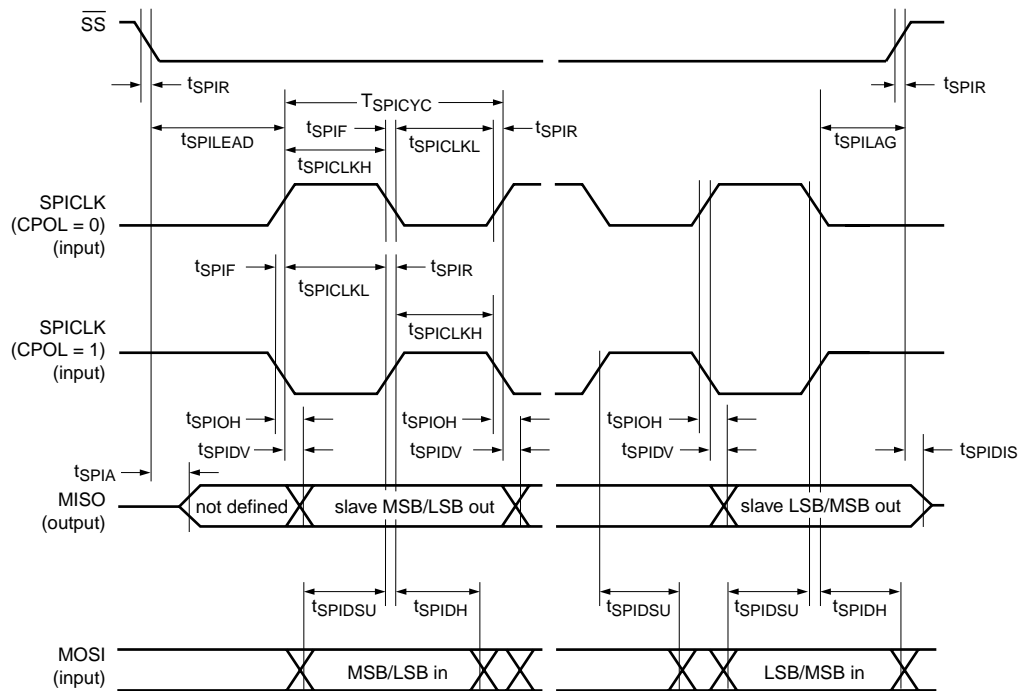 SS
tSPIR
tSPIR
TSPICYC
tSPIF
tSPIR
tSPILEAD
tSPICLKL
tSPILAG
tSPICLKH
SPICLK
(CPOL = 0)
(input)
tSPIF
tSPIR
tSPICLKL
SPICLK
(CPOL = 1)
(input)
tSPICLKH
tSPIOH
tSPIOH
tSPIOH
tSPIDV
tSPIDV
tSPIDV
tSPIDIS
tSPIA
MISO
(output)
not defined
slave MSB/LSB out
slave LSB/MSB out
tSPIDSU
tSPIDH
tSPIDSU
tSPIDSU
tSPIDH
MOSI
(input)
MSB/LSB in
LSB/MSB in